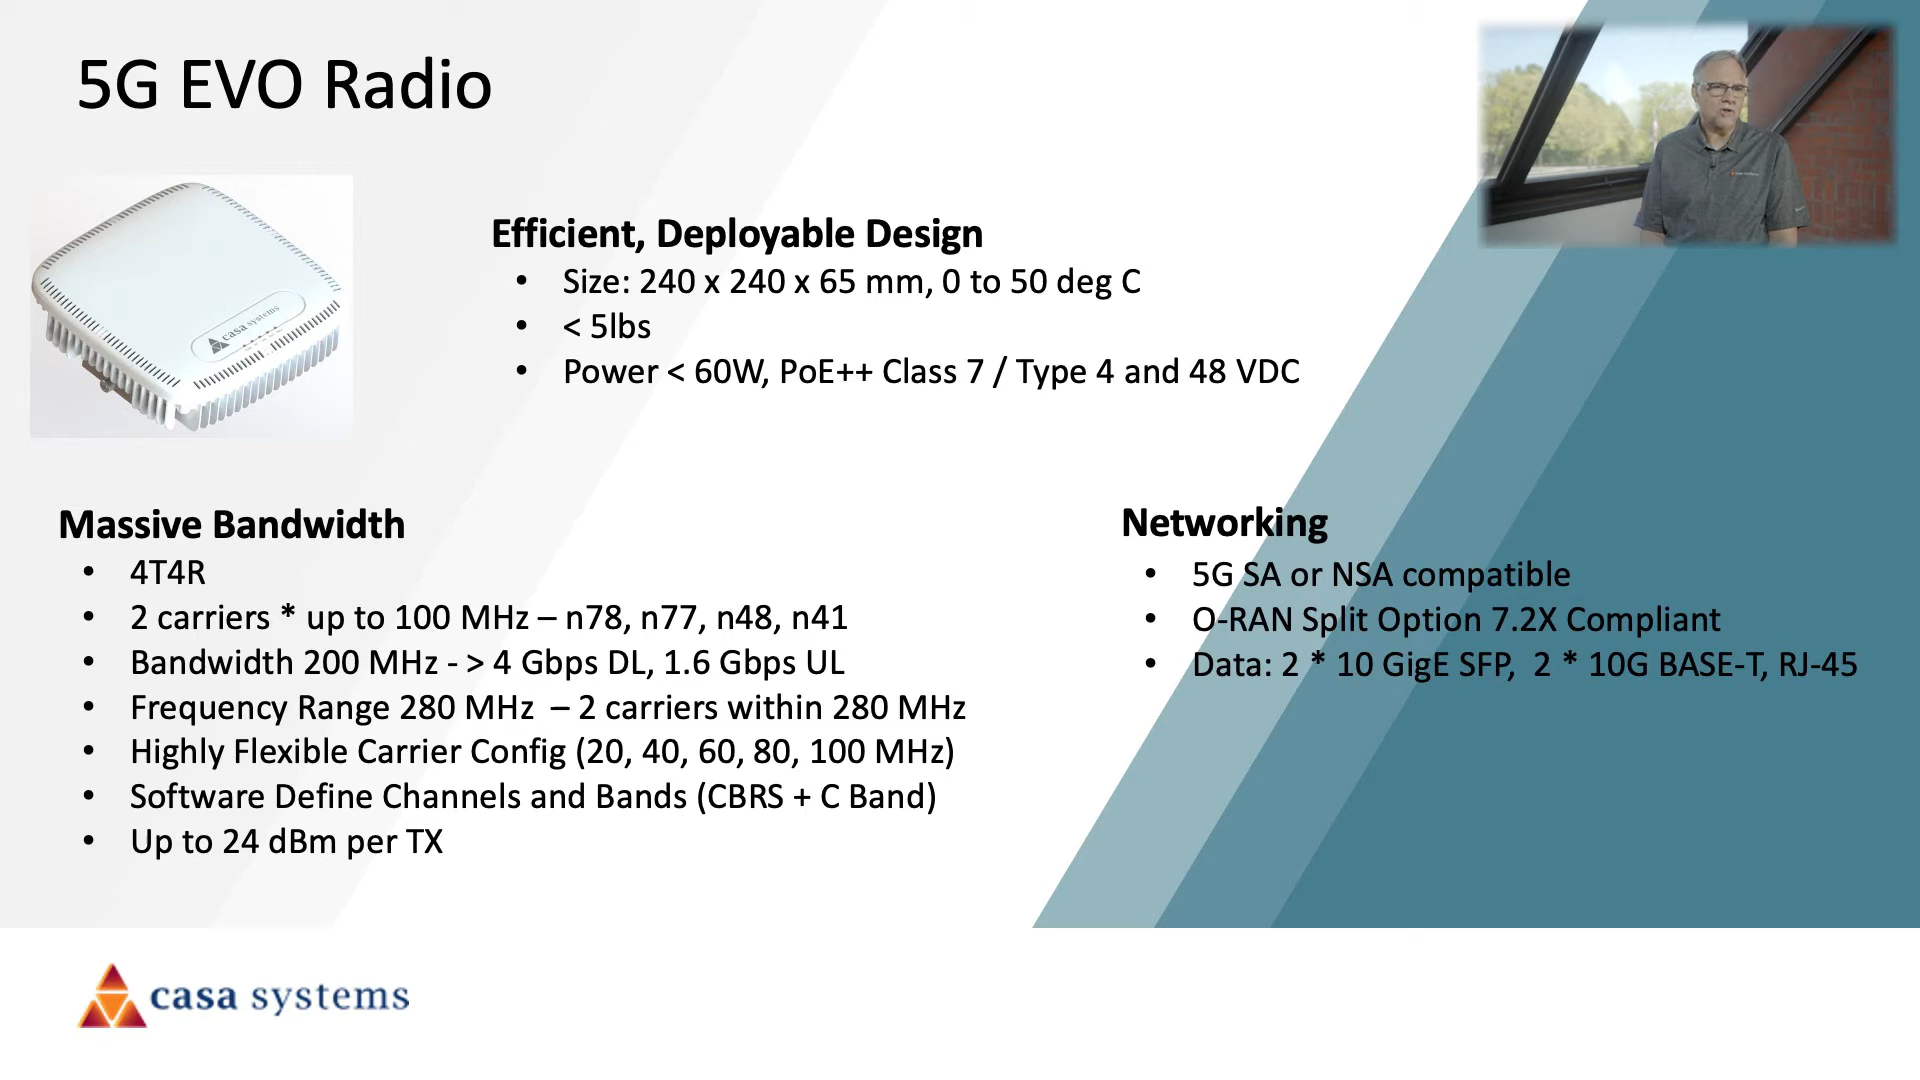 5G EVO Radio
casa systems
Efficient, Deployable Design
• Size: 240 x 240 x 65 mm, 0 to 50 deg C
• < 5lbs
• Power < 60W, PoE++ Class 7 / Type 4 and 48 VDC
Massive Bandwidth
• 4T4R
• 2 carriers * up to 100 MHz – n78, n77, n48, n41
• Bandwidth 200 MHz - > 4 Gbps DL, 1.6 Gbps UL
• Frequency Range 280 MHz – 2 carriers within 280 MHz
• Highly Flexible Carrier Config (20, 40, 60, 80, 100 MHz)
• Software Define Channels and Bands (CBRS + C Band)
• Up to 24 dBm per TX
Networking
• 5G SA or NSA compatible
• O-RAN Split Option 7.2X Compliant
• Data: 2 * 10 GigE SFP, 2 * 10G BASE-T, RJ-45
casa systems